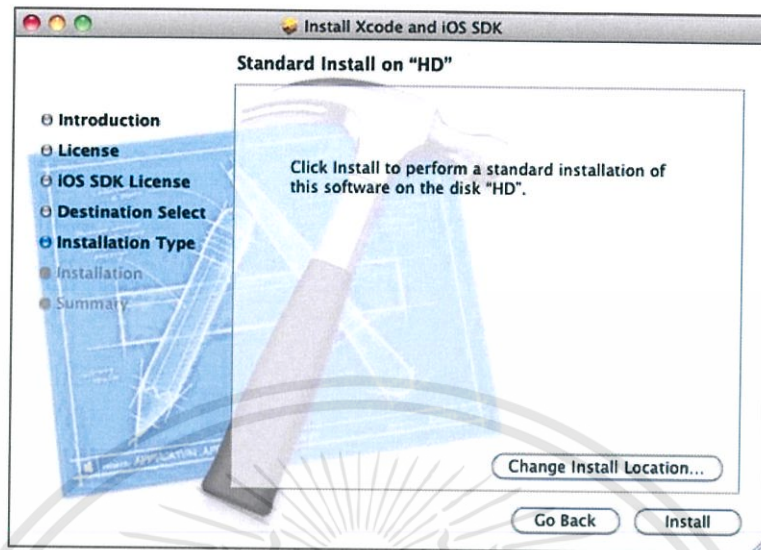 Install Xcode and iOS SDK
Standard Install on "HD"
Introduction
License
iOS SDK License
Destination Select
Installation Type
Installation
Summary
Click Install to perform a standard installation of
this software on the disk "HD".
Change Install Location...
Go Back
Install